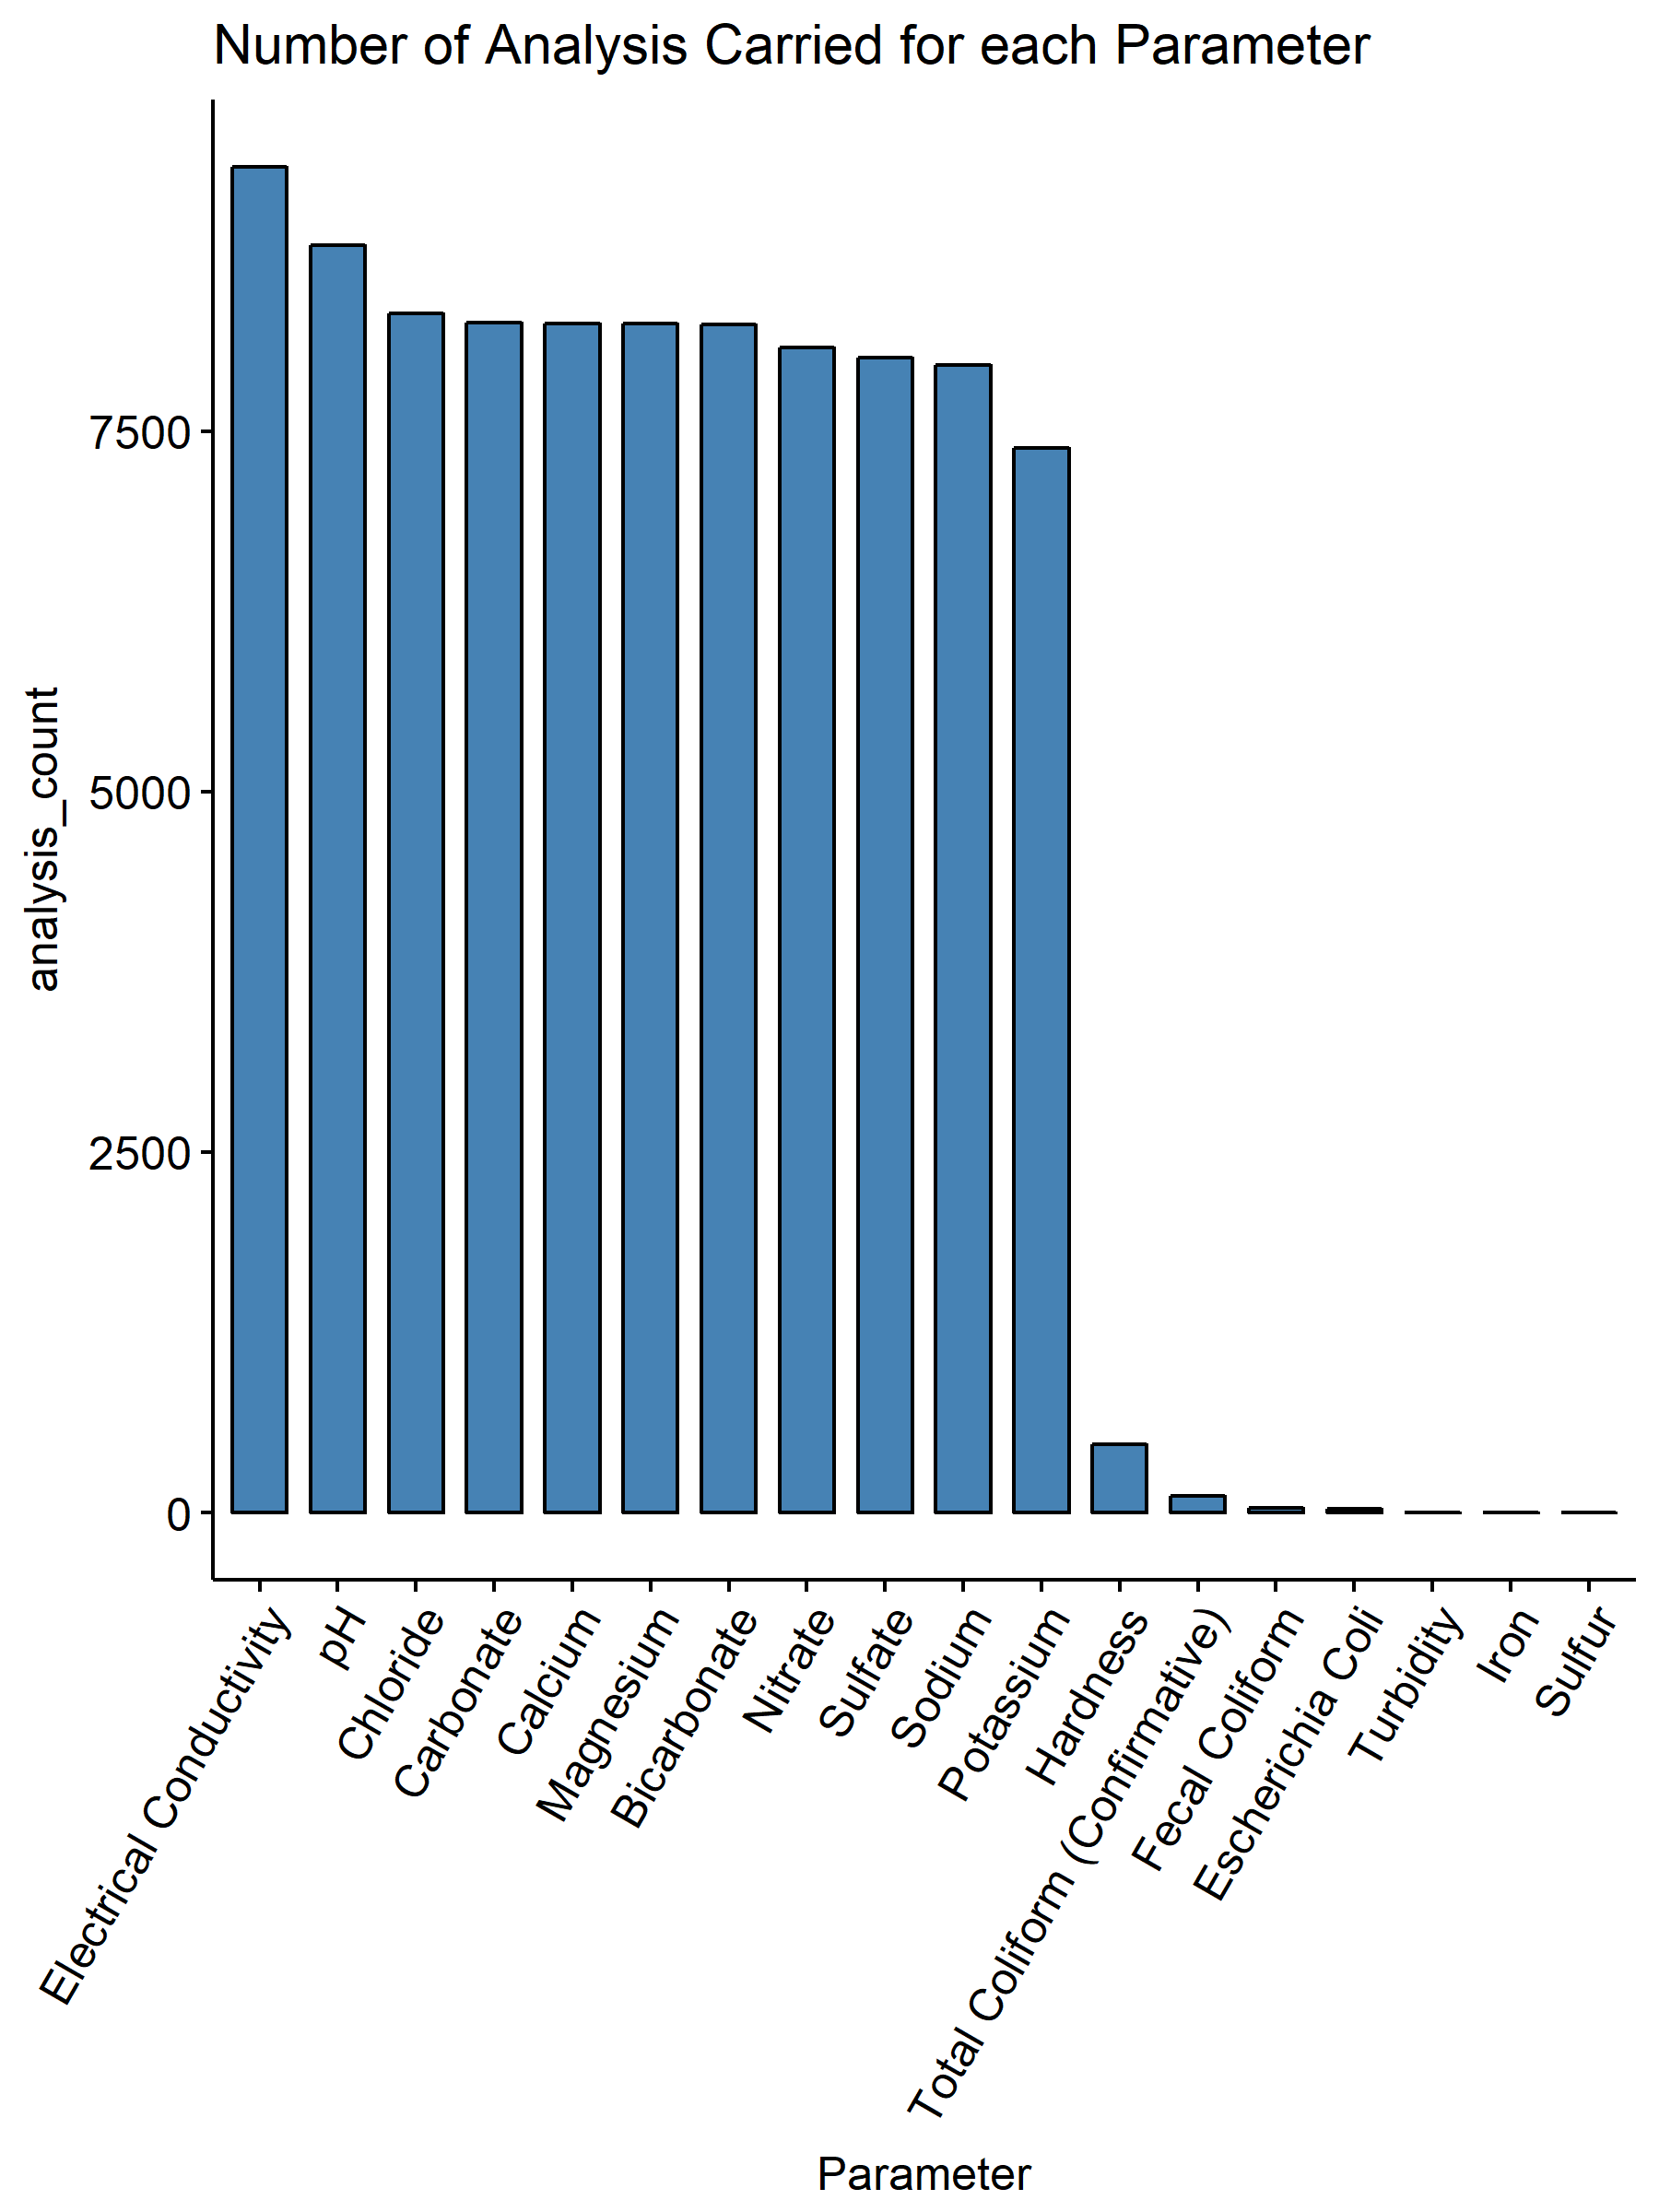 Number of Analysis Carried for each Parameter
analysis_count
7500
5000
2500
0
Electrical Conductivity
pH
Chloride
Carbonate
Calcium
Magnesium
Bicarbonate
Nitrate
Sulfate
Sodium
Potassium
Hardness
Total Coliform (Confirmative)
Fecal Coliform
Escherichia Coli
Turbidity
Iron
Sulfur
Parameter